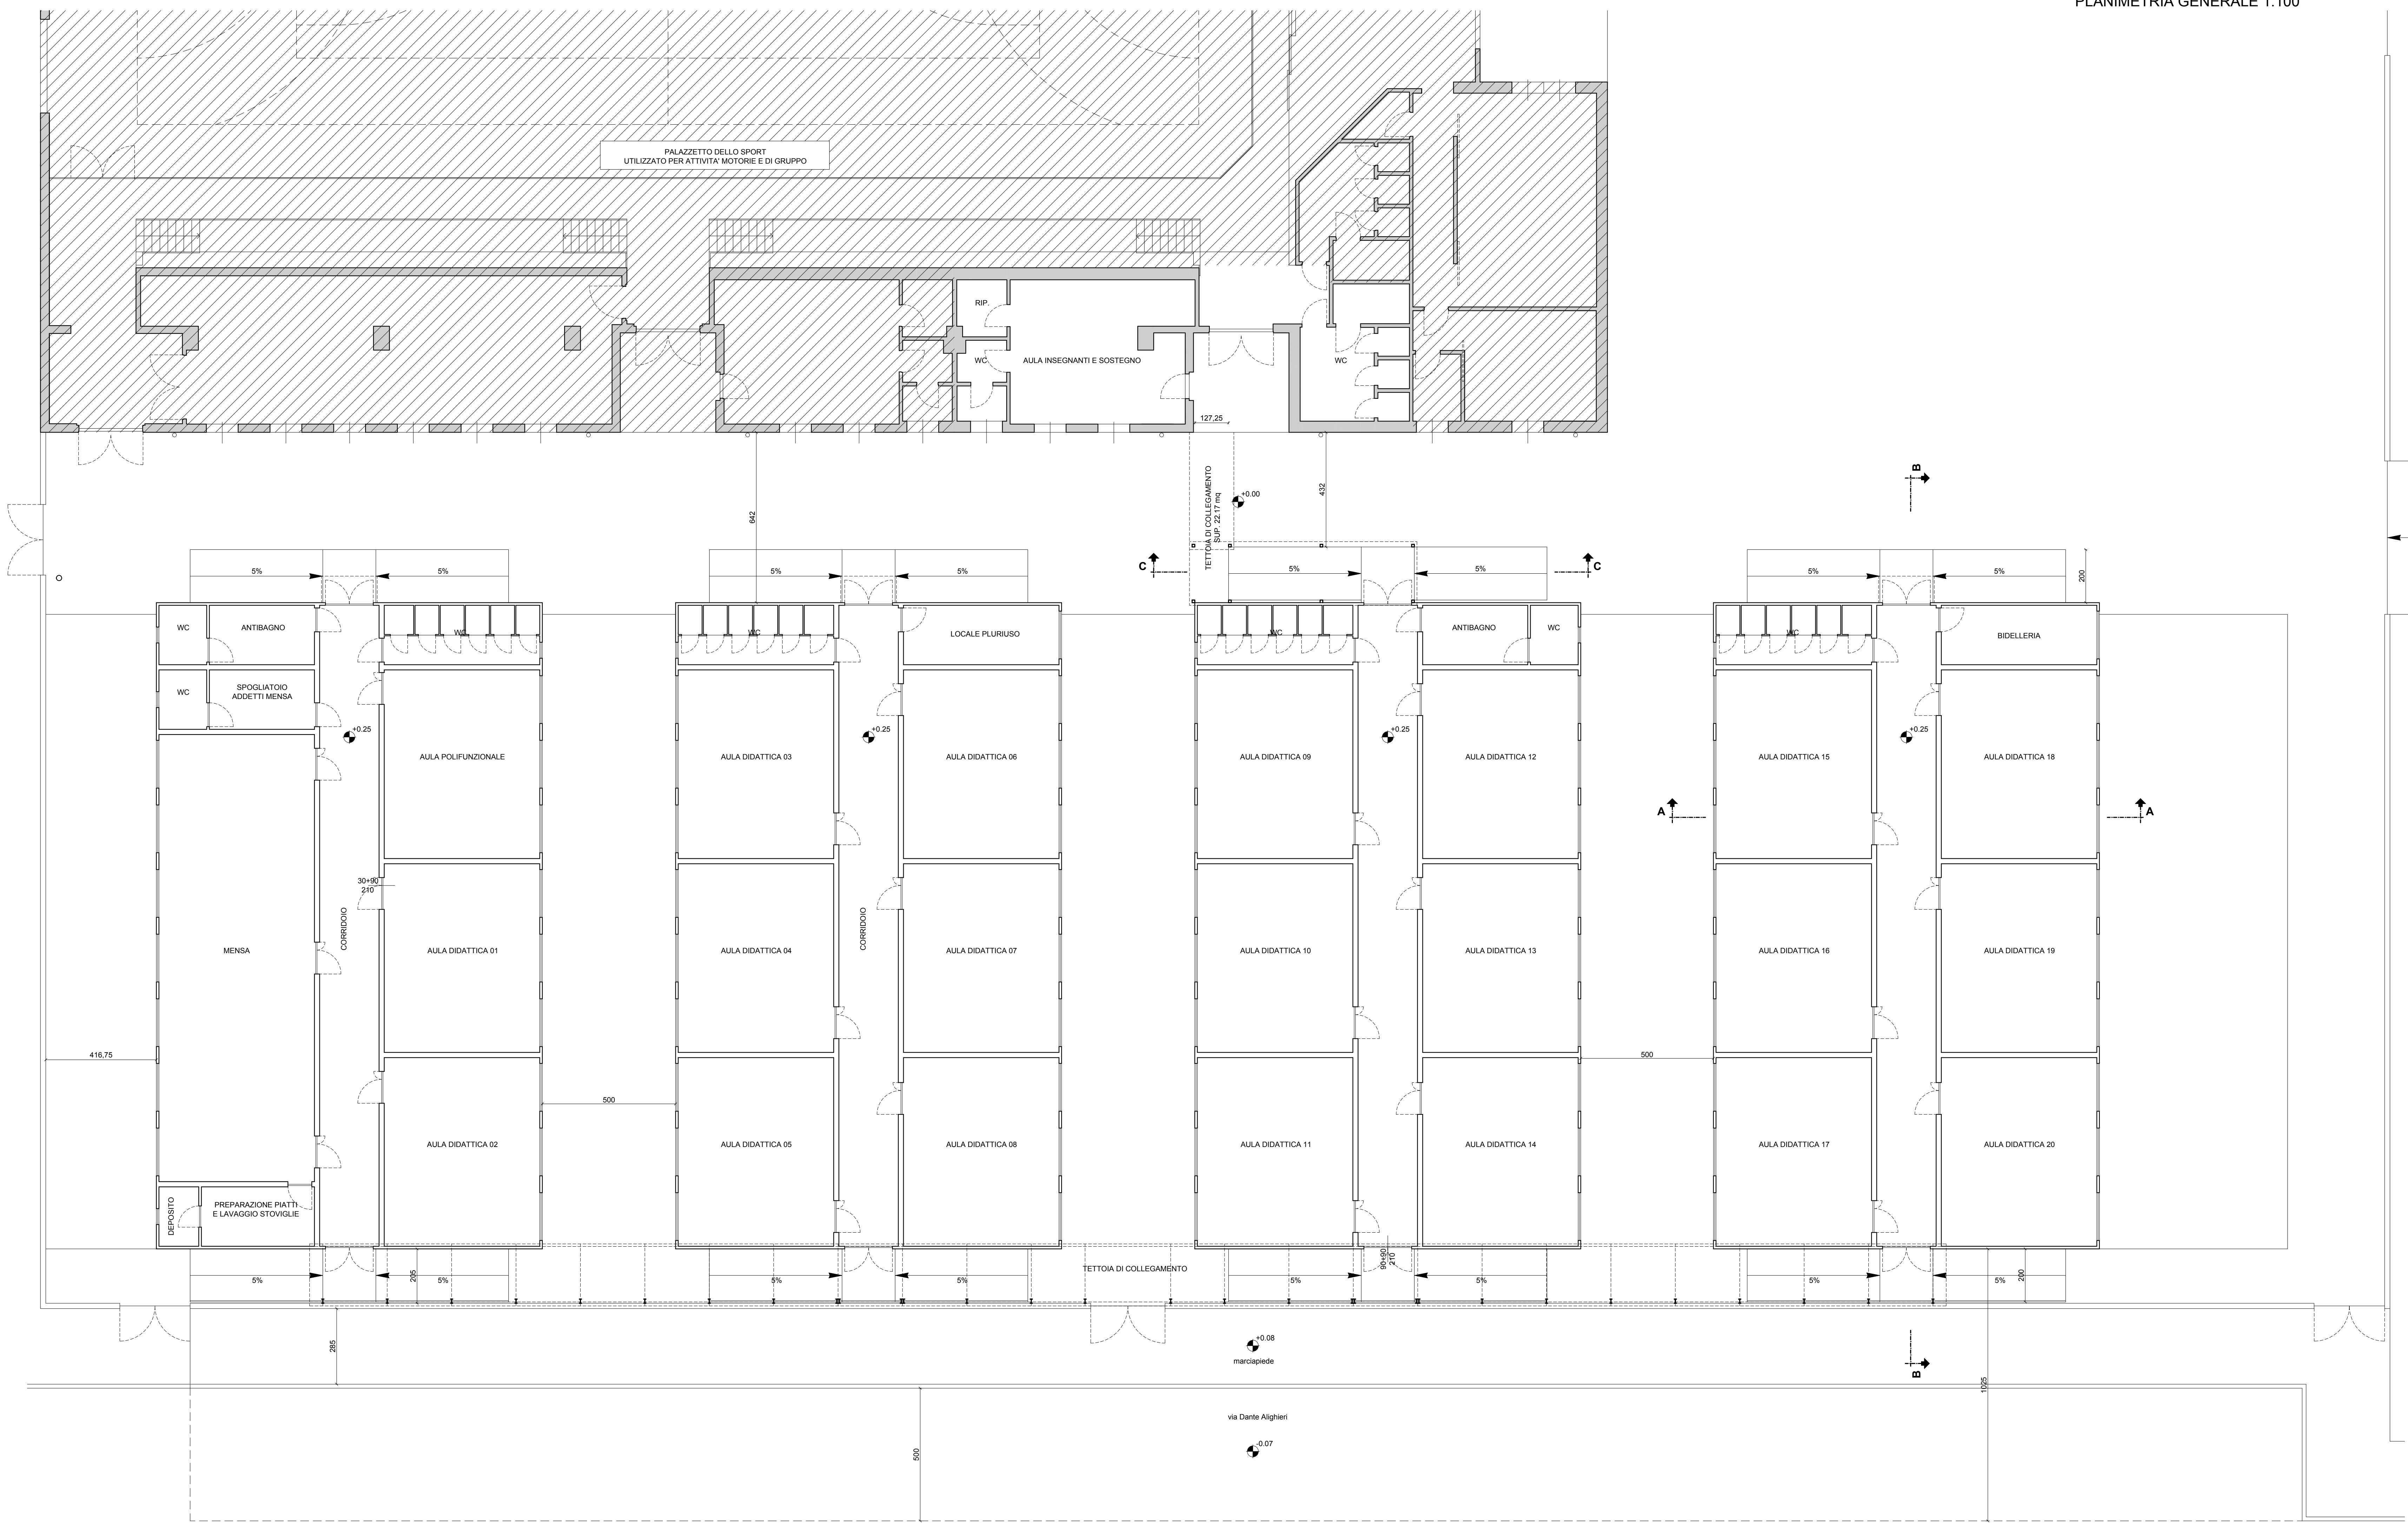 PLANIMETRIA GENERALE 1:100
PALAZZETTO DELLO SPORT
UTILIZZATO PER ATTIVITA' MOTORIE E DI GRUPPO
RIP.
WC
AULA INSEGNANTI E SOSTEGNO
WC
127,25
TETTOIA DI COLLEGAMENTO
SUP. 22.17 mq
+0.00
432
642
B
C
C
5%
5%
5%
5%
5%
5%
5%
5%
200
WC
ANTIBAGNO
WC
WC
LOCALE PLURIUSO
WC
ANTIBAGNO
WC
WC
BIDELLERIA
WC
SPOGLIATOIO
ADDETTI MENSA
+0.25
+0.25
+0.25
+0.25
AULA POLIFUNZIONALE
AULA DIDATTICA 03
AULA DIDATTICA 06
AULA DIDATTICA 09
AULA DIDATTICA 12
AULA DIDATTICA 15
AULA DIDATTICA 18
A
A
30+90
210
CORRIDOIO
CORRIDOIO
MENSA
AULA DIDATTICA 01
AULA DIDATTICA 04
AULA DIDATTICA 07
AULA DIDATTICA 10
AULA DIDATTICA 13
AULA DIDATTICA 16
AULA DIDATTICA 19
416,75
500
500
AULA DIDATTICA 02
AULA DIDATTICA 05
AULA DIDATTICA 08
AULA DIDATTICA 11
AULA DIDATTICA 14
AULA DIDATTICA 17
AULA DIDATTICA 20
DEPOSITO
PREPARAZIONE PIATTI
E LAVAGGIO STOVIGLIE
90+90
210
TETTOIA DI COLLEGAMENTO
5%
205
5%
5%
5%
5%
5%
5%
5%
200
285
+0.08
marciapiede
B
1025
via Dante Alighieri
-0.07
500